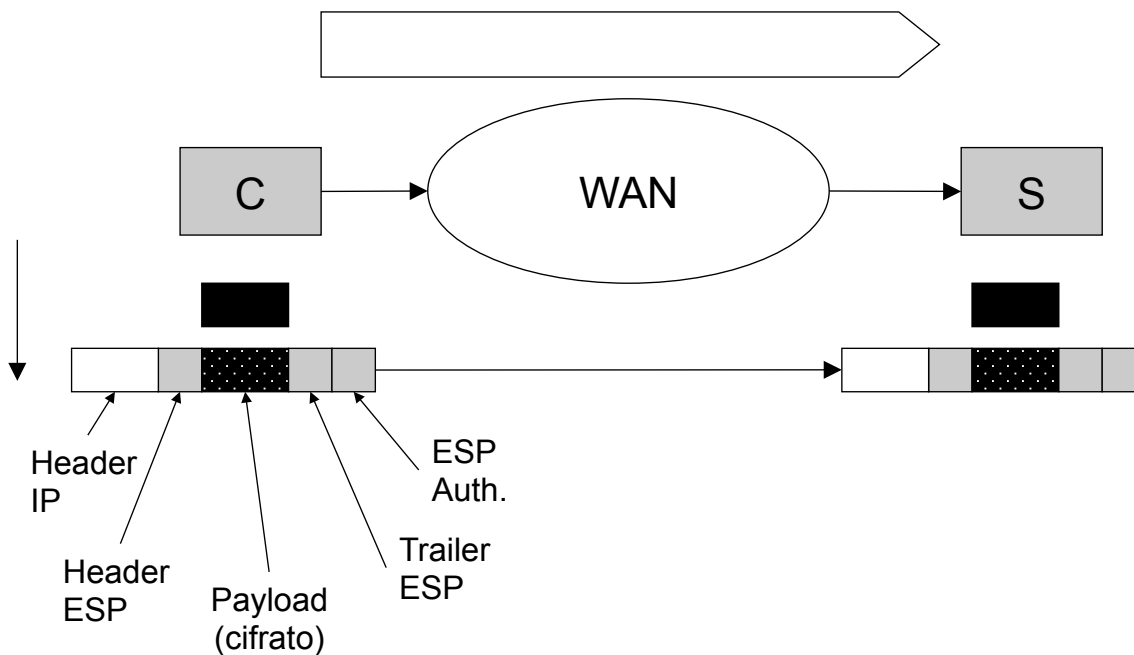 C
WAN
S
Header
IP
Header
ESP
Payload
(cifrato)
Trailer
ESP
ESP
Auth.